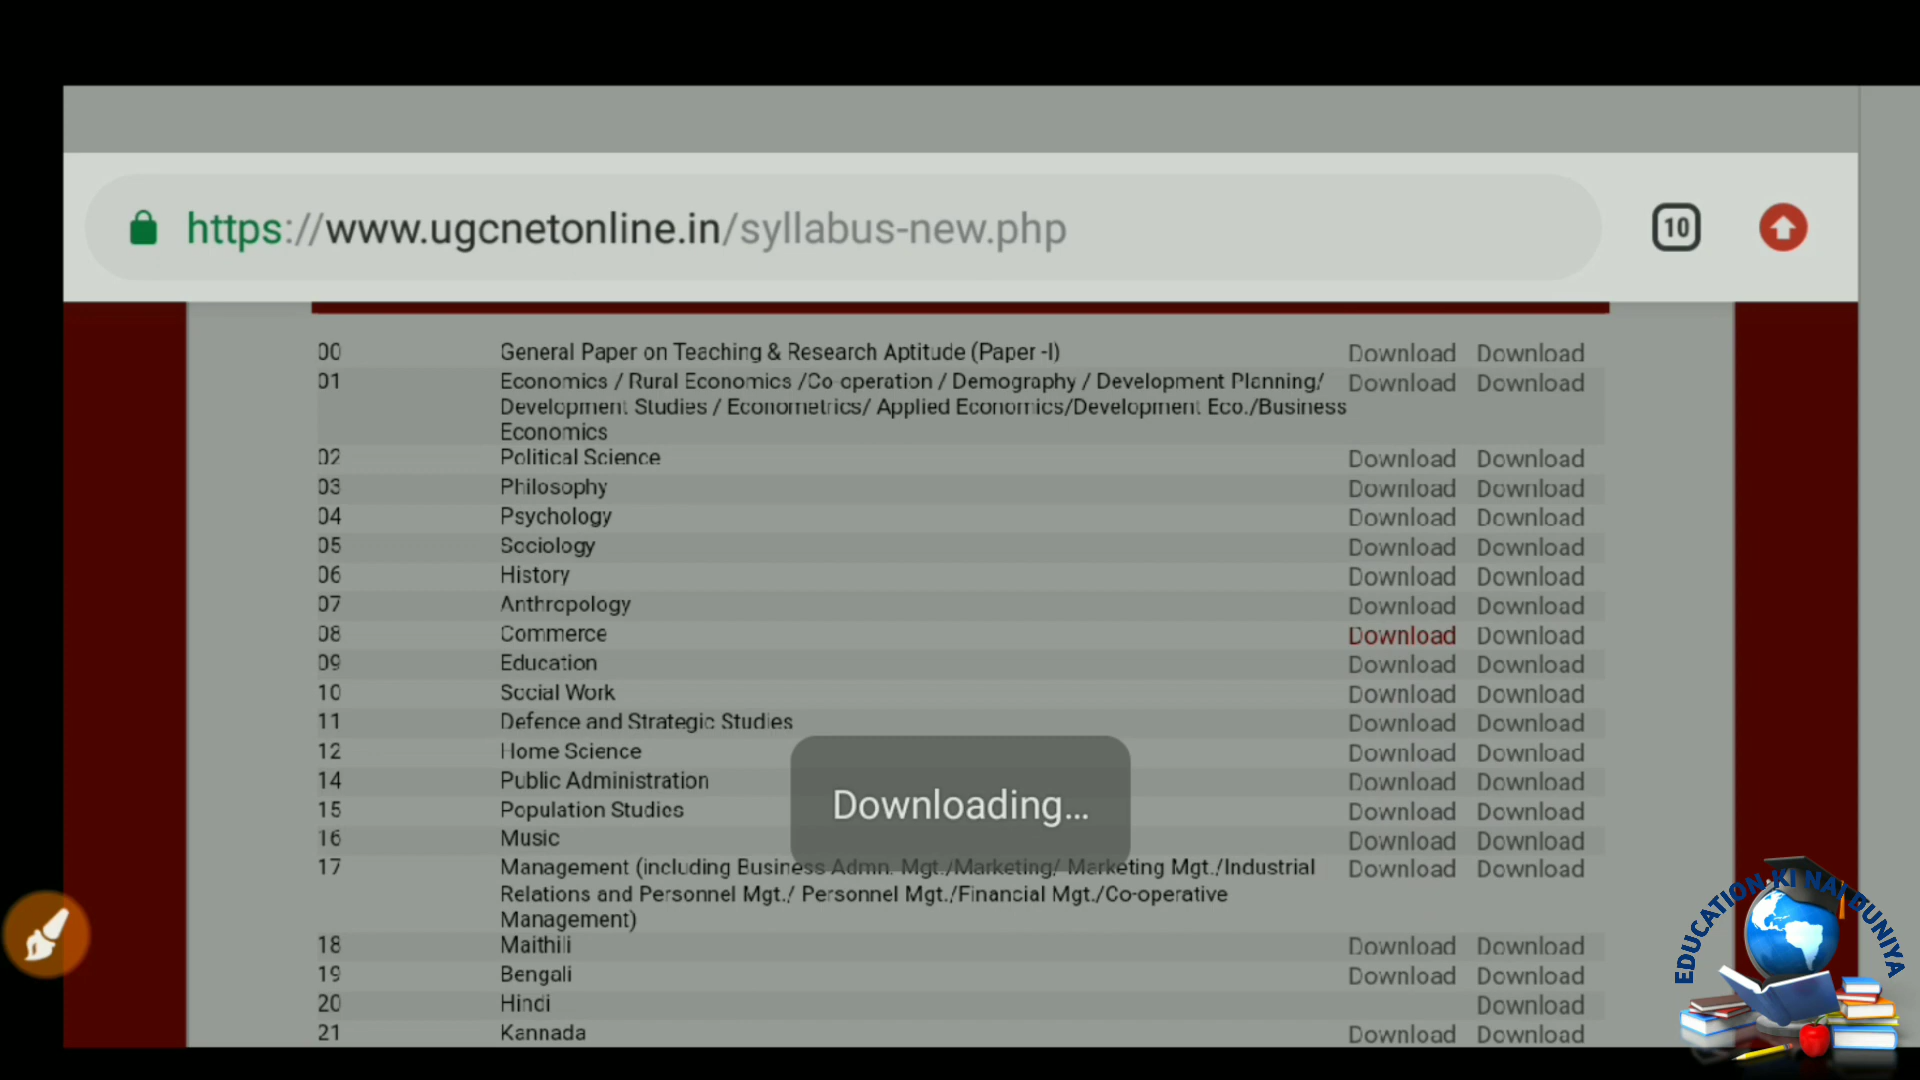 https://www.ugcnetonline.in/syllabus-new.php 10
00 General Paper on Teaching & Research Aptitude (Paper -I) Download Download
01 Economics / Rural Economics /Co-operation / Demography / Development Planning/ Download Download
Development Studies / Econometrics/ Applied Economics/Development Eco./Business
Economics
02 Political Science Download Download
03 Philosophy Download Download
04 Psychology Download Download
05 Sociology Download Download
06 History Download Download
07 Anthropology Download Download
08 Commerce Download Download
09 Education Download Download
10 Social Work Download Download
11 Defence and Strategic Studies Download Download
12 Home Science Download Download
14 Public Administration Download Download
15 Population Studies Download Download
16 Music Download Download
Downloading...
17 Management (including Business Admn. Mgt./Marketing/ Marketing Mgt./Industrial Download Download
Relations and Personnel Mgt./ Personnel Mgt./Financial Mgt./Co-operative
Management)
18 Maithili Download Download
19 Bengali Download Download
20 Hindi Download
21 Kannada Download Download
EDUCATION KI NAI DUNIYA